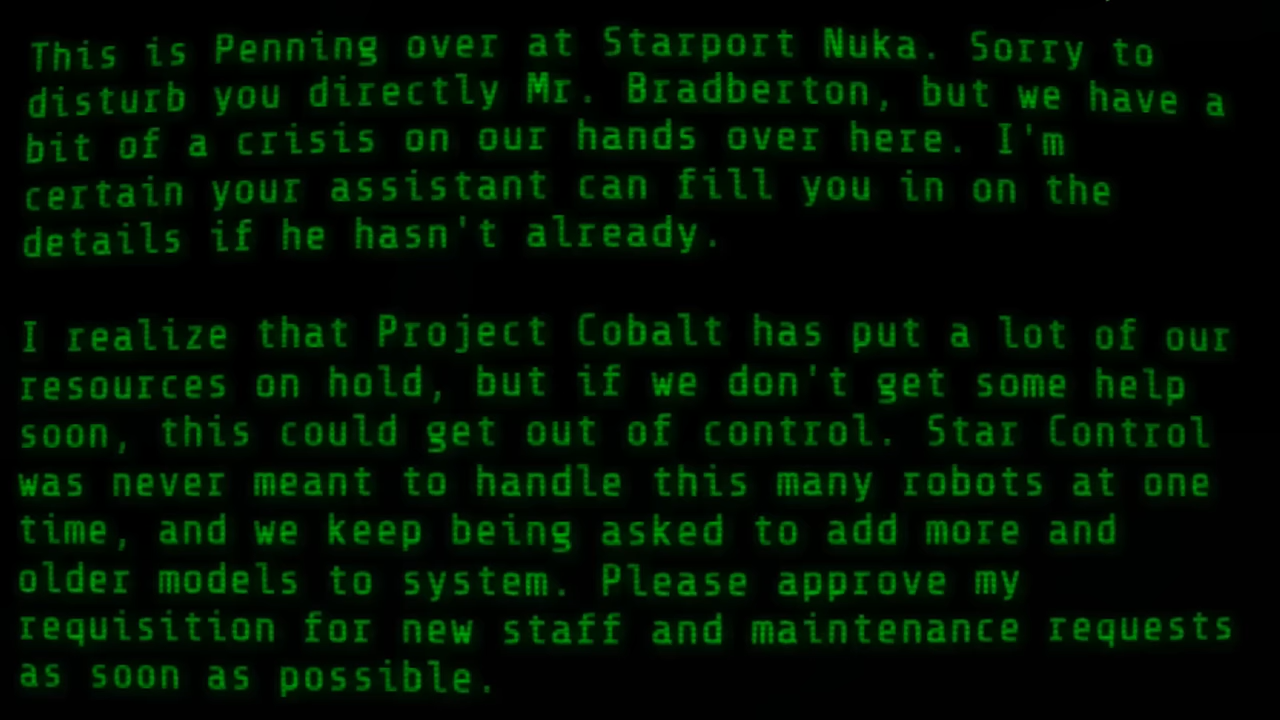 This is Penning over at Starport Nuka. Sorry to
disturb you directly Mr. Bradberton, but we have a
bit of a crisis on our hands over here. I'm
certain your assistant can fill you in on the
details if he hasn't already.
I realize that Project Cobalt has put a lot of our
resources on hold, but if we don't get some help
soon, this could get out of control. Star Control
was never meant to handle this many robots at one
time, and we keep being asked to add more and
older models to system. Please approve my
requisition for new staff and maintenance requests
as soon as possible.